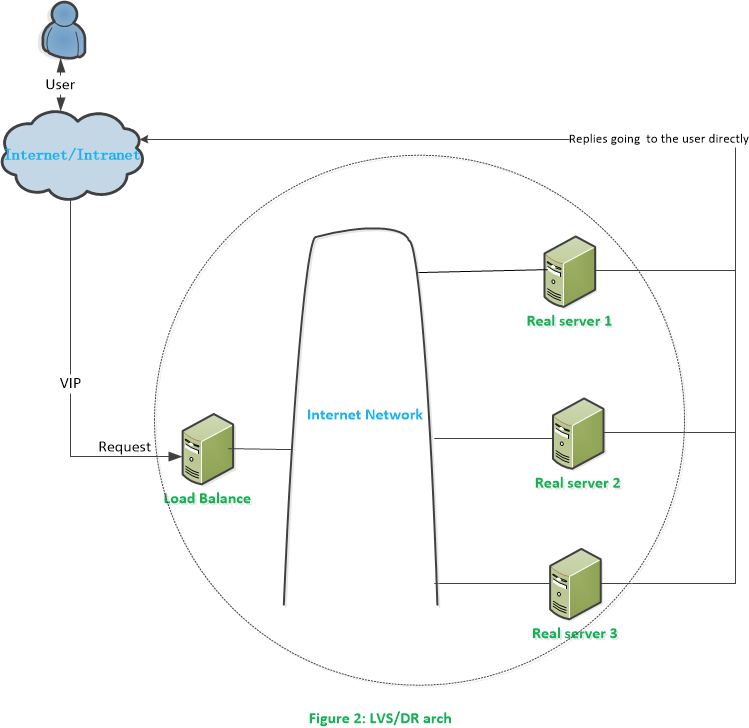 User
Internet/Intranet
Replies going to the user directly
Real server 1
VIP
Internet Network
Request
Load Balance
Real server 2
Real server 3
Figure 2: LVS/DR arch